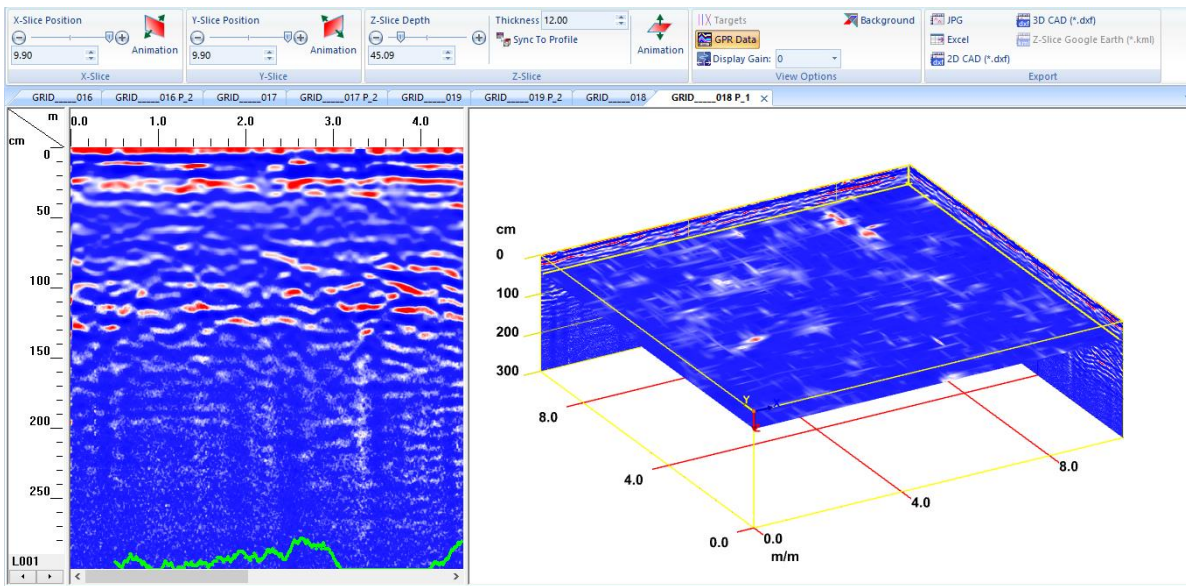 X-Slice Position
9.90
Animation
X-Slice
Y-Slice Position
9.90
Animation
Y-Slice
Z-Slice Depth
45.09
Thickness 12.00
Sync To Profile
Animation
Z-Slice
Targets
GPR Data
Display Gain: 0
Background
View Options
JPG
Excel
2D CAD (*.dxf)
3D CAD (*.dxf)
Z-Slice Google Earth (*.kml)
Export
GRID_____016 GRID____016 P_2 GRID_____017 GRID____017 P_2 GRID_____019 GRID____019 P_2 GRID_____018 GRID____018 P_1
m
cm
0.0 1.0 2.0 3.0 4.0
0
50
100
150
200
250
L001
cm
0
100
200
300
8.0
4.0
0.0
Y
X
0.0
4.0
8.0
m/m